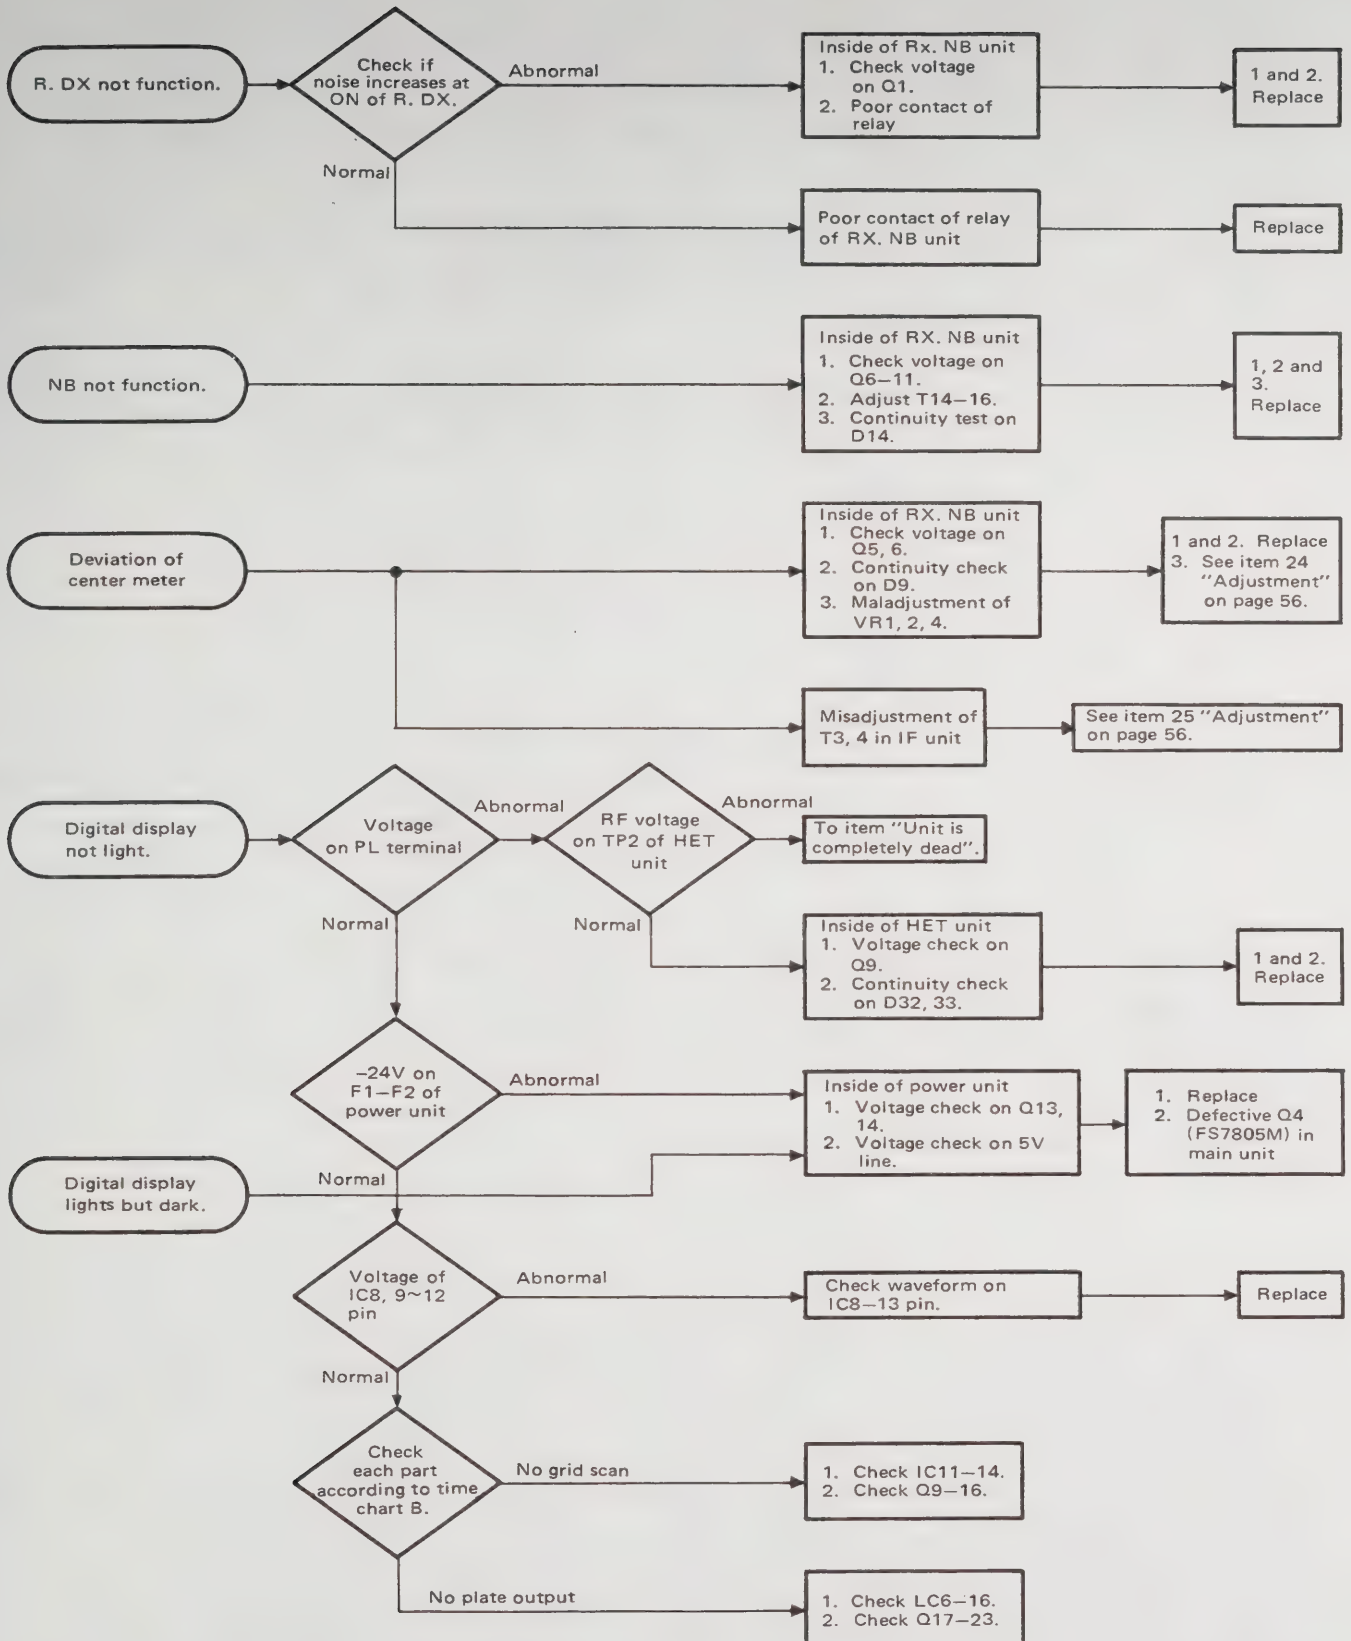 R. DX not function.
Check if
noise increases at
ON of R. DX.
Abnormal
Inside of Rx. NB unit
1. Check voltage
on Q1.
2. Poor contact of
relay
1 and 2.
Replace
Normal
Poor contact of relay
of RX. NB unit
Replace
NB not function.
Inside of RX. NB unit
1. Check voltage on
Q6–11.
2. Adjust T14–16.
3. Continuity test on
D14.
1, 2 and
3.
Replace
Deviation of
center meter
Inside of RX. NB unit
1. Check voltage on
Q5, 6.
2. Continuity check
on D9.
3. Maladjustment of
VR1, 2, 4.
1 and 2. Replace
3. See item 24
"Adjustment"
on page 56.
Misadjustment of
T3, 4 in IF unit
See item 25 "Adjustment"
on page 56.
Digital display
not light.
Voltage
on PL terminal
Abnormal
RF voltage
on TP2 of HET
unit
Abnormal
To item "Unit is
completely dead".
Normal
Normal
Inside of HET unit
1. Voltage check on
Q9.
2. Continuity check
on D32, 33.
1 and 2.
Replace
–24V on
F1–F2 of
power unit
Abnormal
Inside of power unit
1. Voltage check on Q13,
14.
2. Voltage check on 5V
line.
1. Replace
2. Defective Q4
(FS7805M) in
main unit
Digital display
lights but dark.
Normal
Voltage of
IC8, 9~12
pin
Abnormal
Check waveform on
IC8–13 pin.
Replace
Normal
Check
each part
according to time
chart B.
No grid scan
1. Check IC11–14.
2. Check Q9–16.
No plate output
1. Check LC6–16.
2. Check Q17–23.